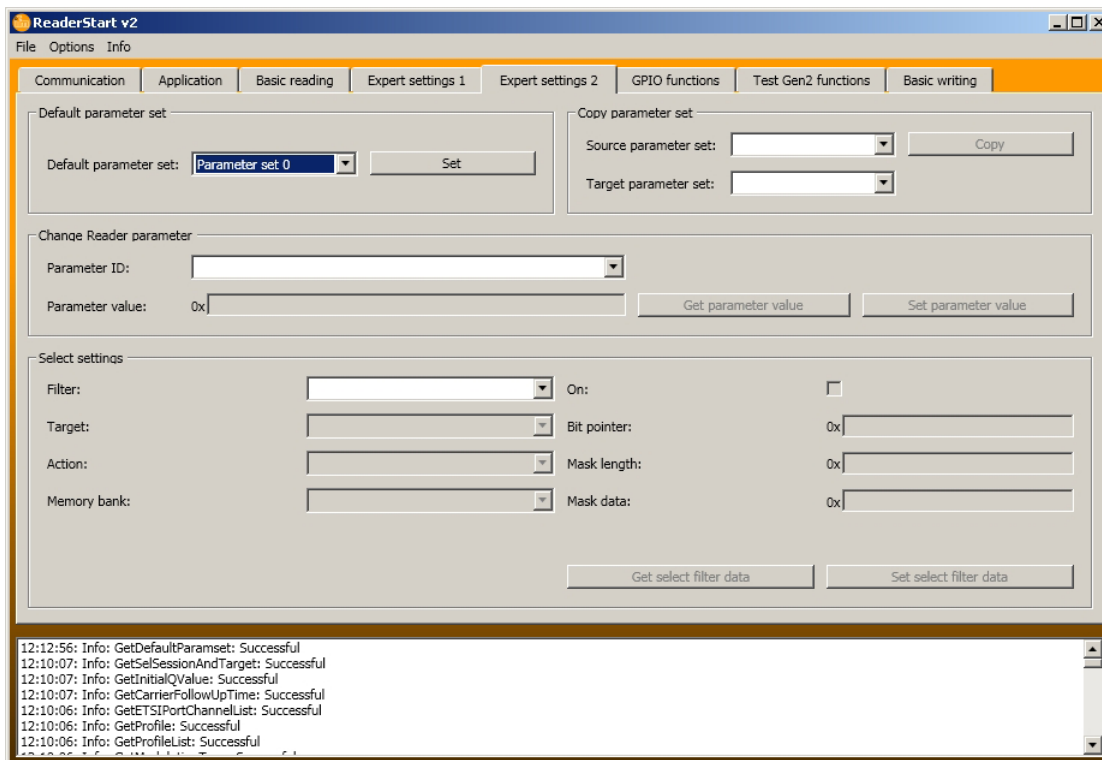 ReaderStart v2
File Options Info
Communication Application Basic reading Expert settings 1 Expert settings 2 GPIO functions Test Gen2 functions Basic writing
Default parameter set
Default parameter set: Parameter set 0 Set
Copy parameter set
Source parameter set: Copy
Target parameter set:
Change Reader parameter
Parameter ID:
Parameter value: 0x Get parameter value Set parameter value
Select settings
Filter: On:
Target: Bit pointer: 0x
Action: Mask length: 0x
Memory bank: Mask data: 0x
Get select filter data Set select filter data
12:12:56: Info: GetDefaultParamset: Successful
12:10:07: Info: GetSelSessionAndTarget: Successful
12:10:07: Info: GetInitialQValue: Successful
12:10:07: Info: GetCarrierFollowUpTime: Successful
12:10:06: Info: GetETSIPortChannelList: Successful
12:10:06: Info: GetProfile: Successful
12:10:06: Info: GetProfileList: Successful